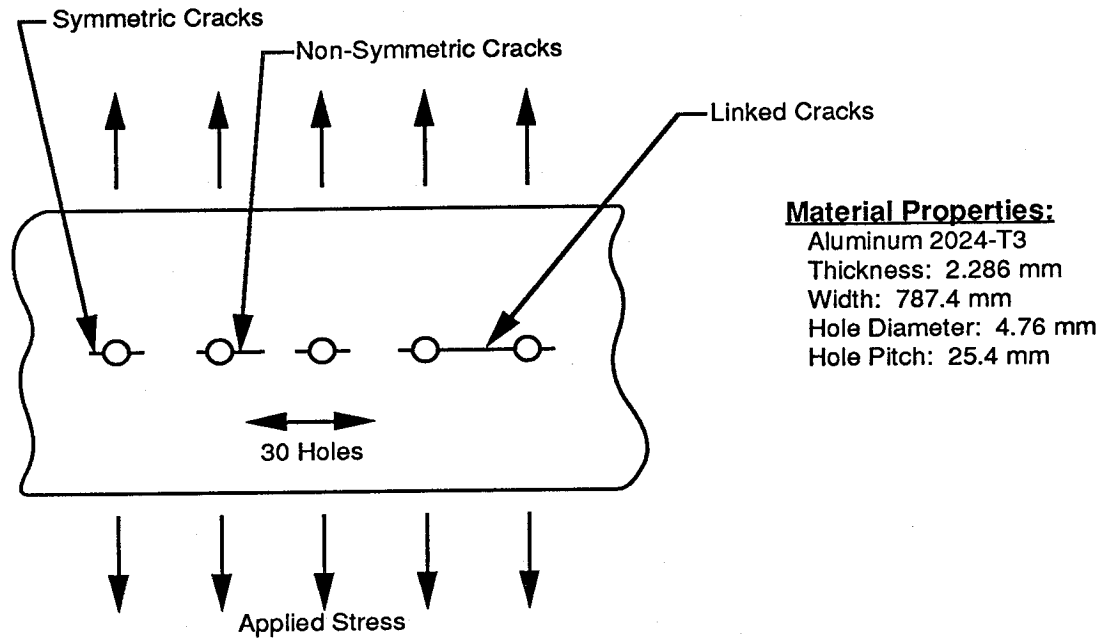 Symmetric Cracks
Non-Symmetric Cracks
Linked Cracks
Material Properties:
Aluminum 2024-T3
Thickness: 2.286 mm
Width: 787.4 mm
Hole Diameter: 4.76 mm
Hole Pitch: 25.4 mm
30 Holes
Applied Stress